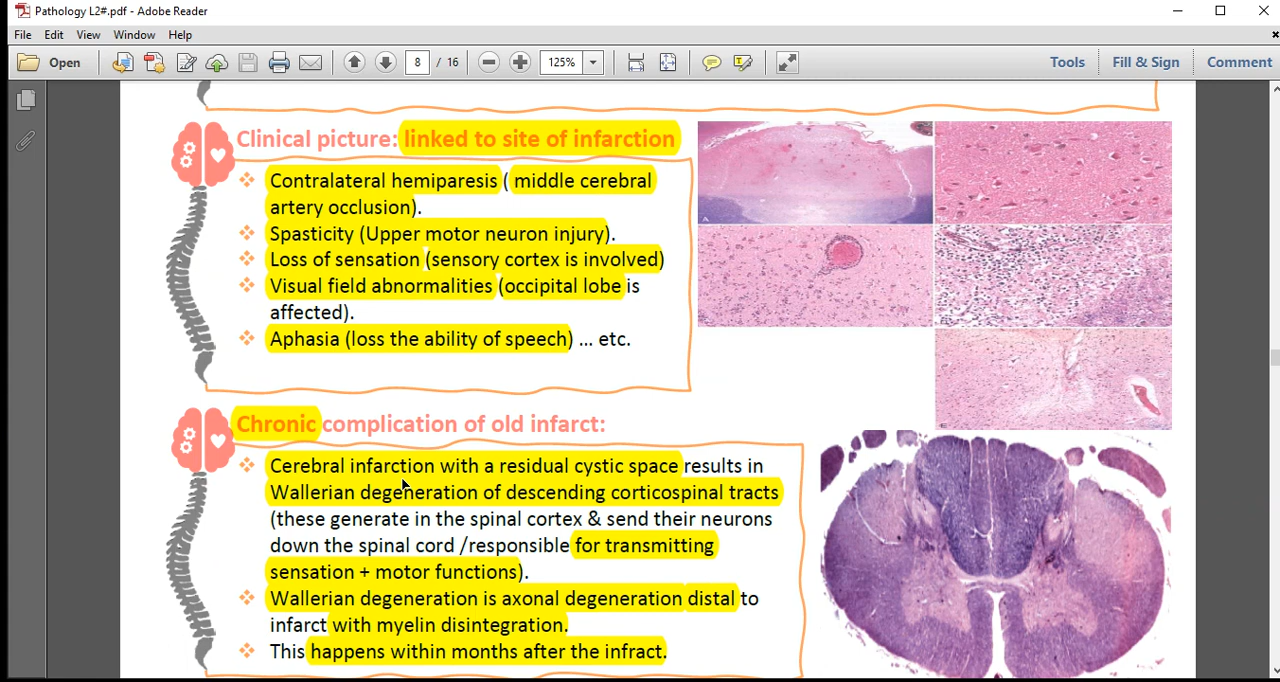 Pathology L2#.pdf - Adobe Reader
File Edit View Window Help
Open 8 / 16 125% Tools Fill & Sign Comment
Clinical picture: linked to site of infarction
Contralateral hemiparesis ( middle cerebral
artery occlusion).
Spasticity (Upper motor neuron injury).
Loss of sensation (sensory cortex is involved)
Visual field abnormalities (occipital lobe is
affected).
Aphasia (loss the ability of speech) ... etc.
Chronic complication of old infarct:
Cerebral infarction with a residual cystic space results in
Wallerian degeneration of descending corticospinal tracts
(these generate in the spinal cortex & send their neurons
down the spinal cord /responsible for transmitting
sensation + motor functions).
Wallerian degeneration is axonal degeneration distal to
infarct with myelin disintegration.
This happens within months after the infract.
A